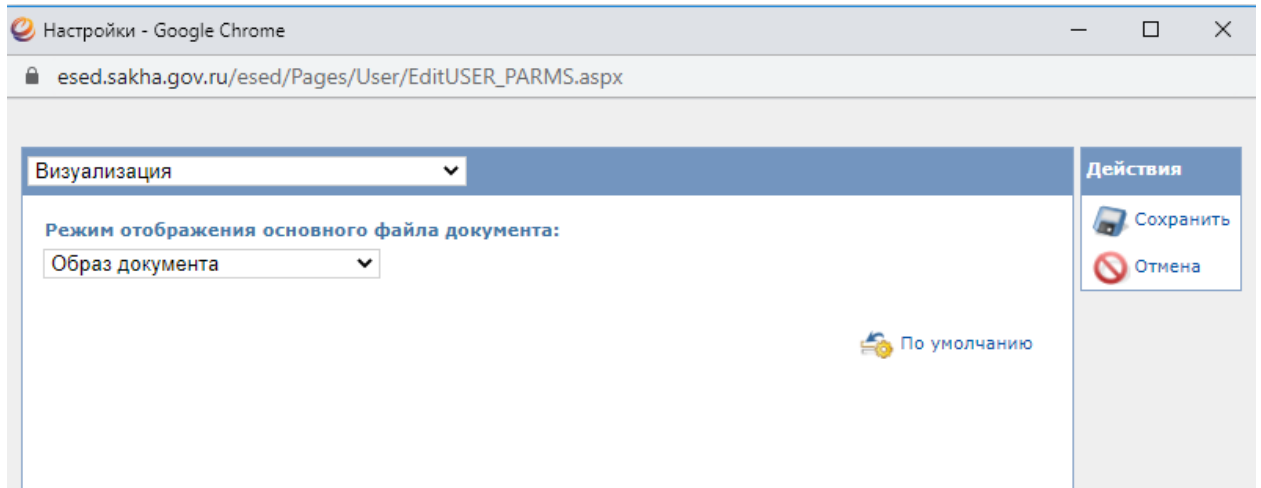 Настройки - Google Chrome
esed.sakha.gov.ru/esed/Pages/User/EditUSER_PARMS.aspx
Визуализация
Действия
Режим отображения основного файла документа:
Сохранить
Образ документа
Отмена
По умолчанию